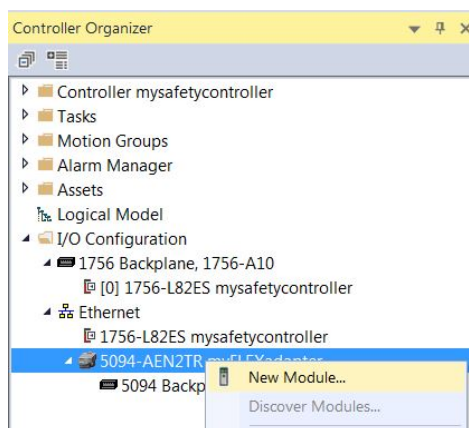 Controller Organizer
Controller mysafetycontroller
Tasks
Motion Groups
Alarm Manager
Assets
Logical Model
I/O Configuration
1756 Backplane, 1756-A10
[0] 1756-L82ES mysafetycontroller
Ethernet
1756-L82ES mysafetycontroller
5094-AEN2TR myFLEXadapter
New Module...
5094 Backp
Discover Modules...